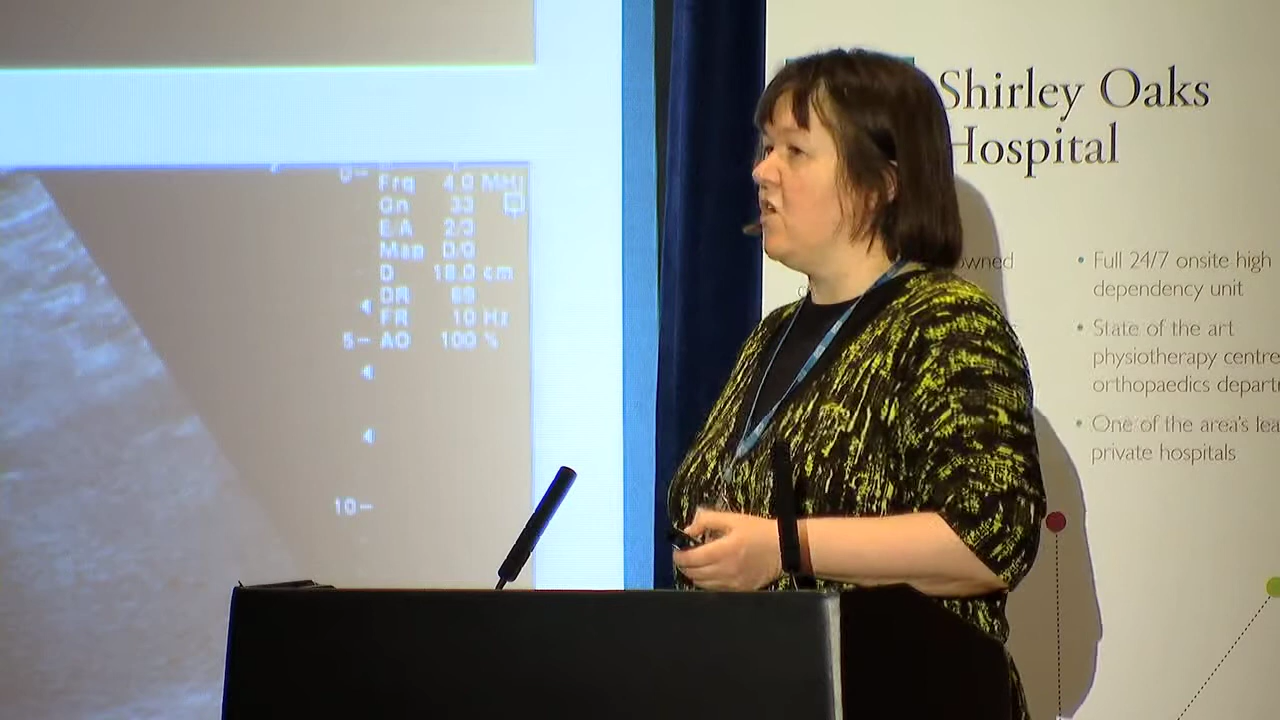 0-
Frq 4.0 MHz
Gn 33
E/A 2/3
Map D/0
D 18.0 cm
DR 69
FR 10 Hz
5- AO 100 %
10-
Shirley Oaks
Hospital
owned
• Full 24/7 onsite high
dependency unit
• State of the art
physiotherapy centre
orthopaedics depart
• One of the area's lea
private hospitals